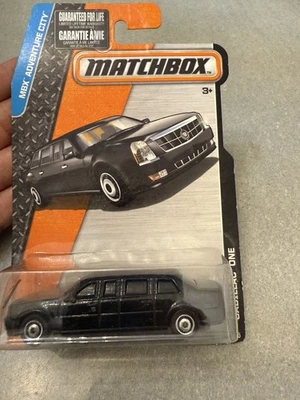 MBX ADVENTURE CITY
GUARANTEED FOR LIFE
GARANTIE À VIE
MATCHBOX
3+
CADILLAC ONE